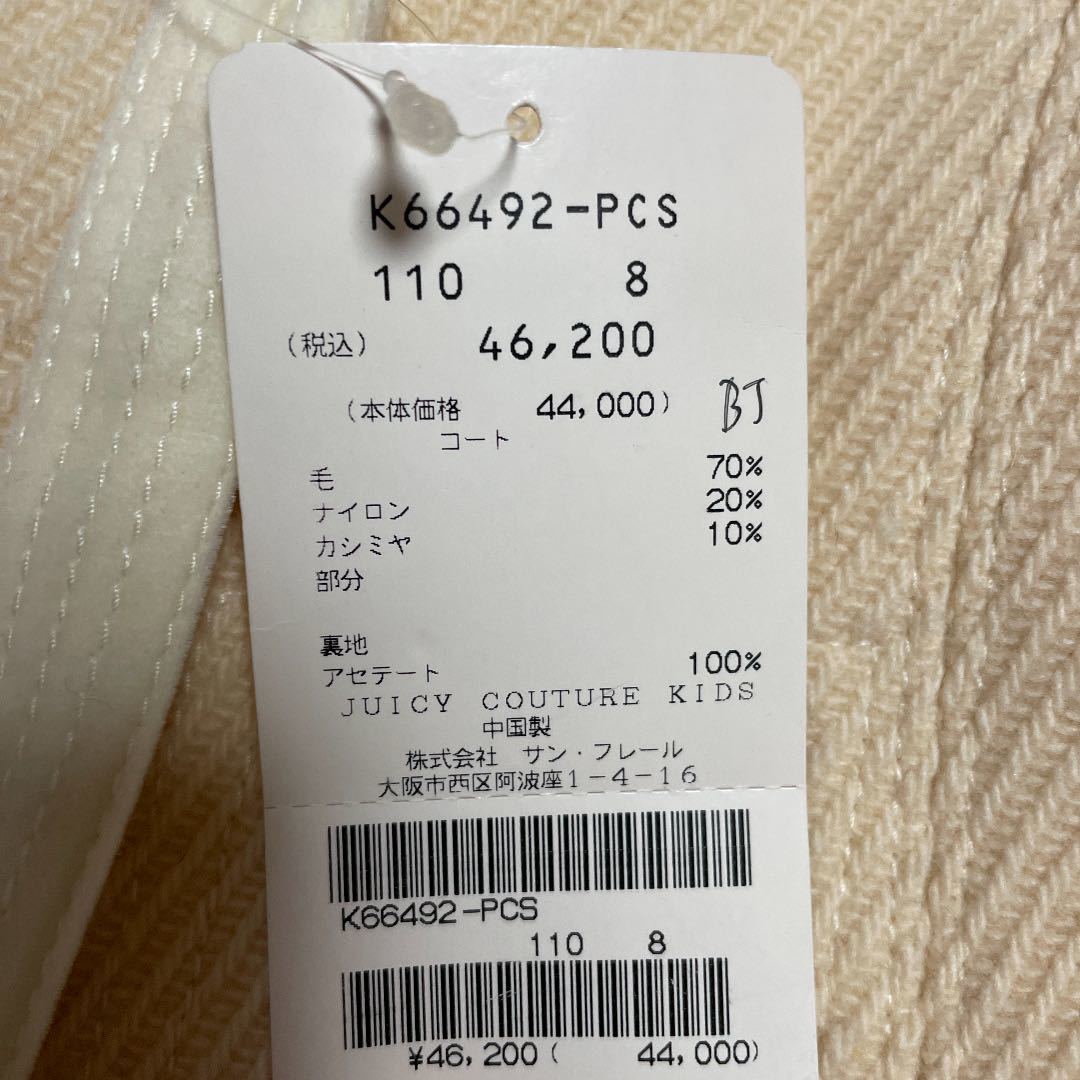 K66492-PCS
110 8
(税込) 46,200
(本体価格 44,000) BJ
コート
毛 70%
ナイロン 20%
カシミヤ 10%
部分
裏地
アセテート 100%
JUICY COUTURE KIDS
中国製
株式会社 サン・フレール
大阪市西区阿波座1-4-16
K66492-PCS
110 8
¥46,200( 44,000)